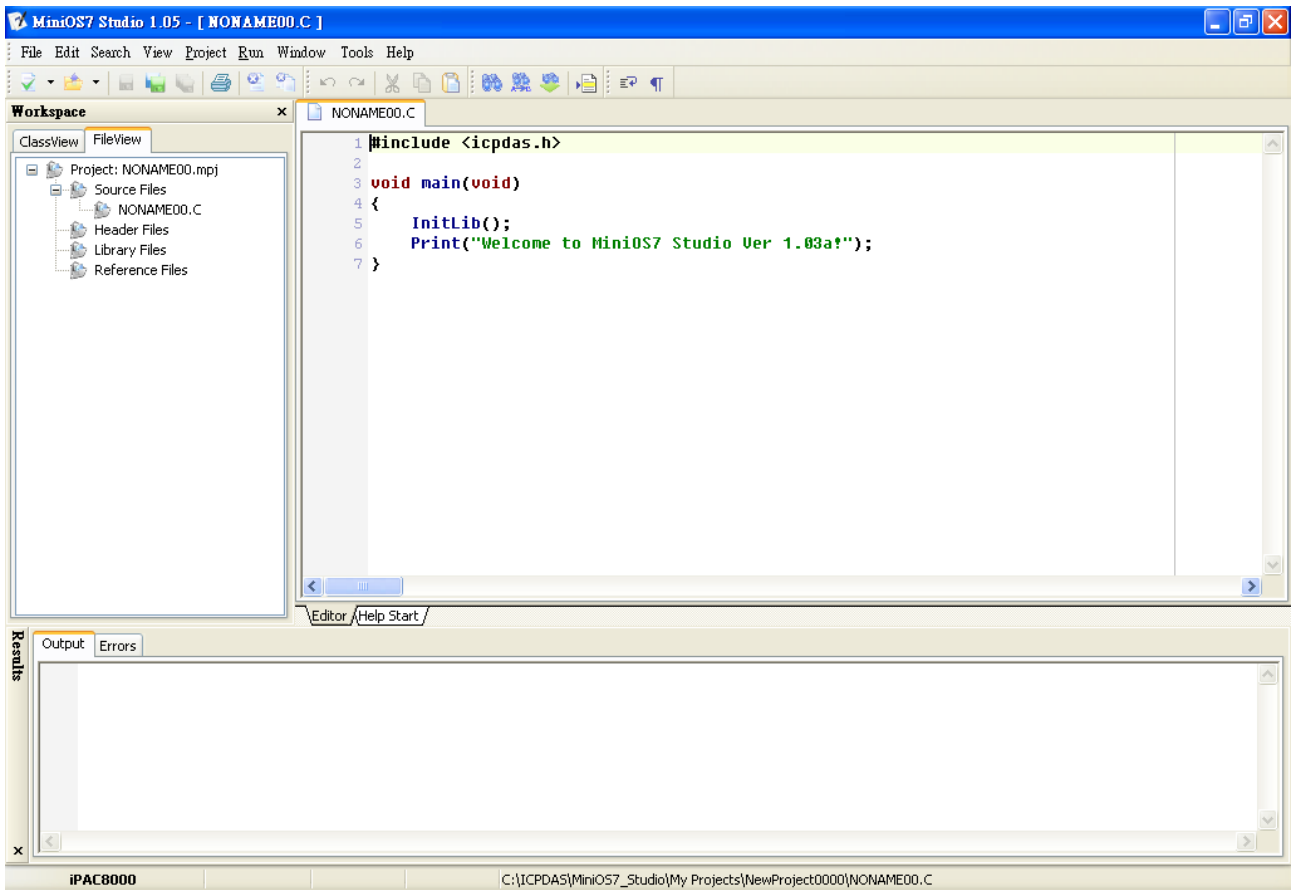 MiniOS7 Studio 1.05 - [ NONAME00.C ]
File Edit Search View Project Run Window Tools Help
Workspace
ClassView FileView
Project: NONAME00.mpj
Source Files
NONAME00.C
Header Files
Library Files
Reference Files
NONAME00.C
1 #include <icpdas.h>
2
3 void main(void)
4 {
5 InitLib();
6 Print("Welcome to MiniOS7 Studio Ver 1.03a!");
7 }
Editor Help Start
Results
Output Errors
iPAC8000 C:\ICPDAS\MiniOS7_Studio\My Projects\NewProject0000\NONAME00.C